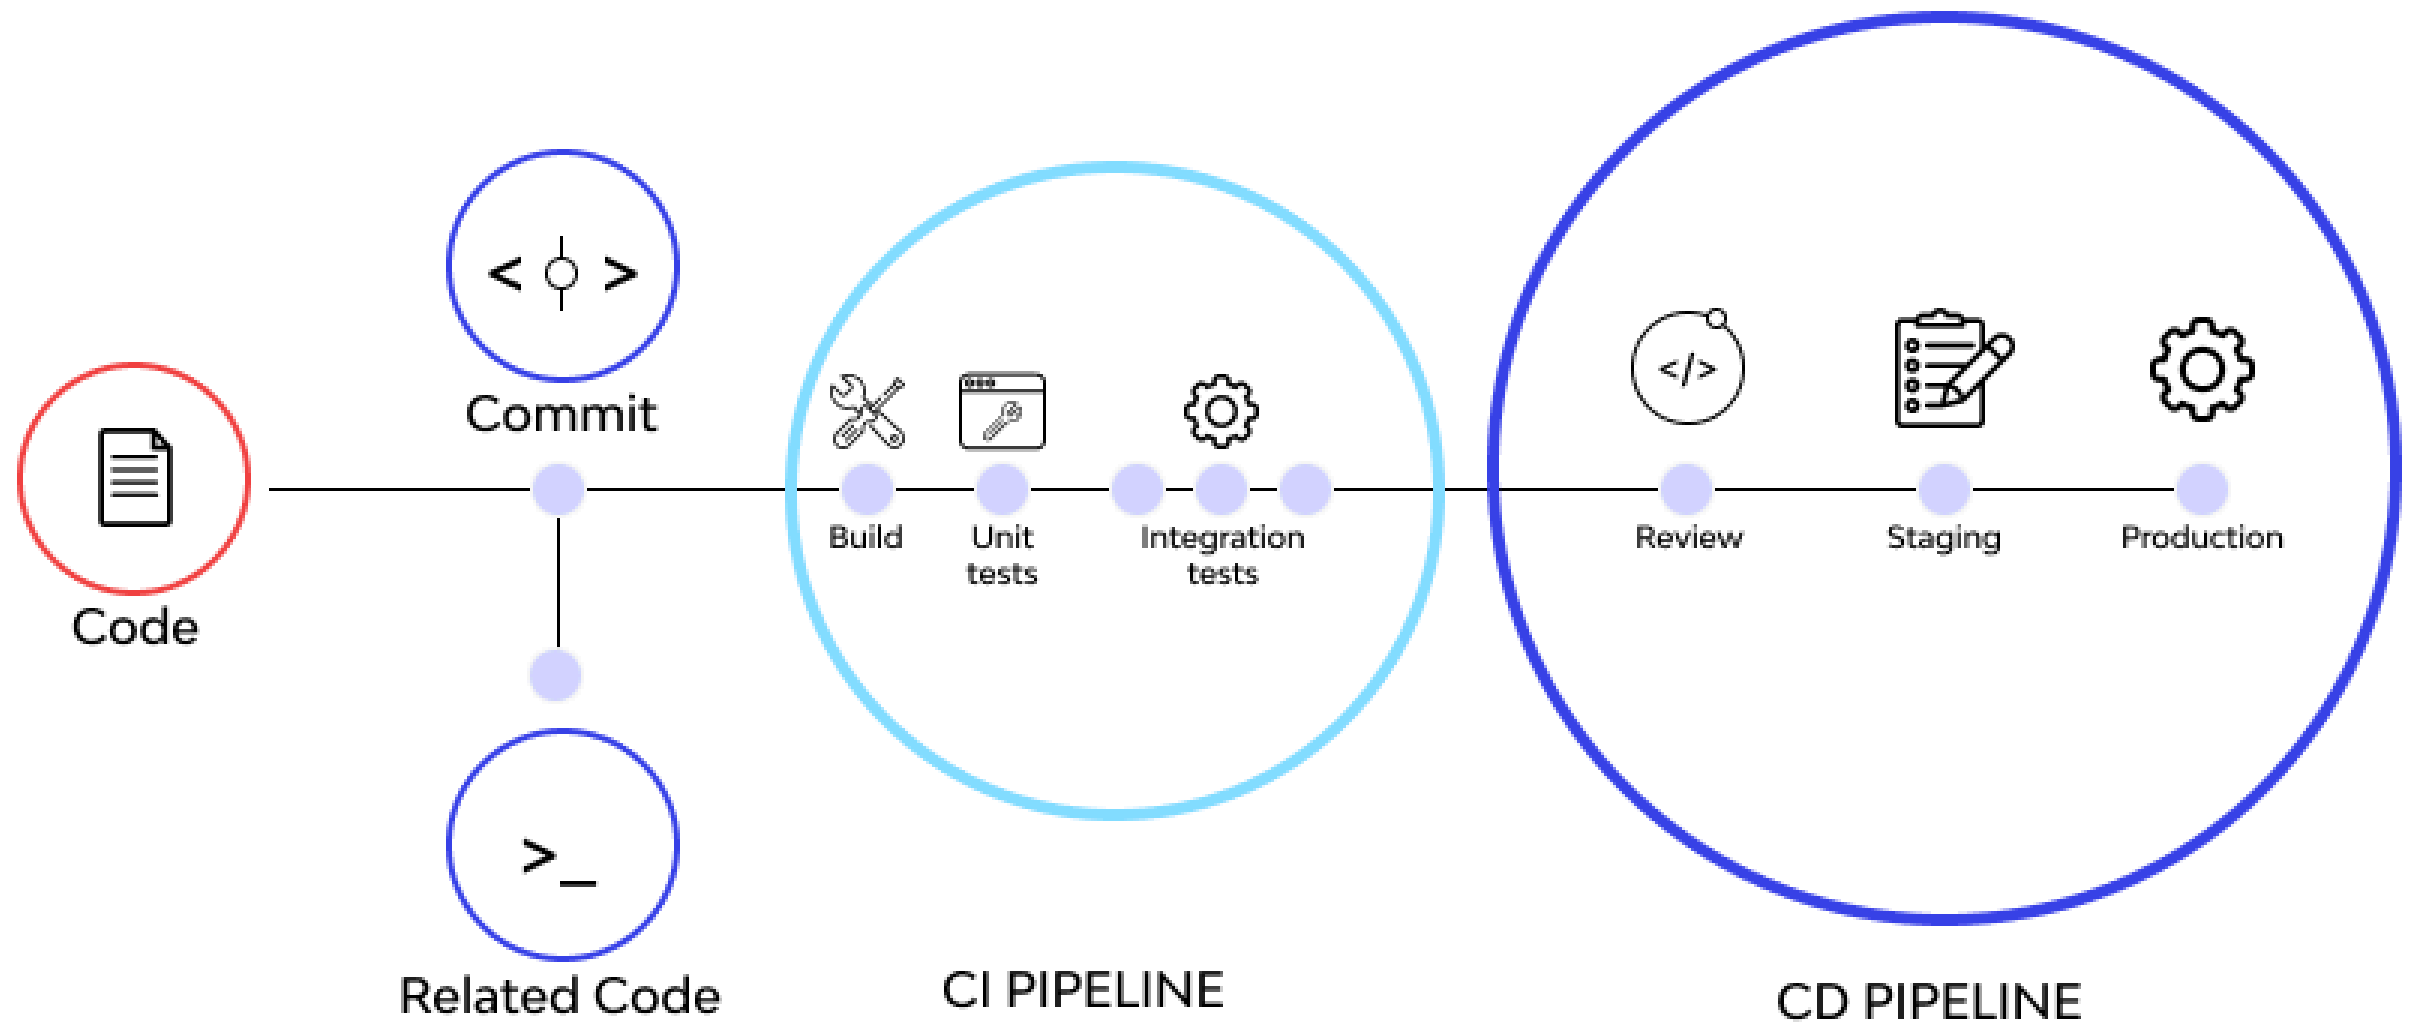 Code
< >
Commit
>_
Related Code
Build
Unit
tests
Integration
tests
CI PIPELINE
</>
Review
Staging
Production
CD PIPELINE